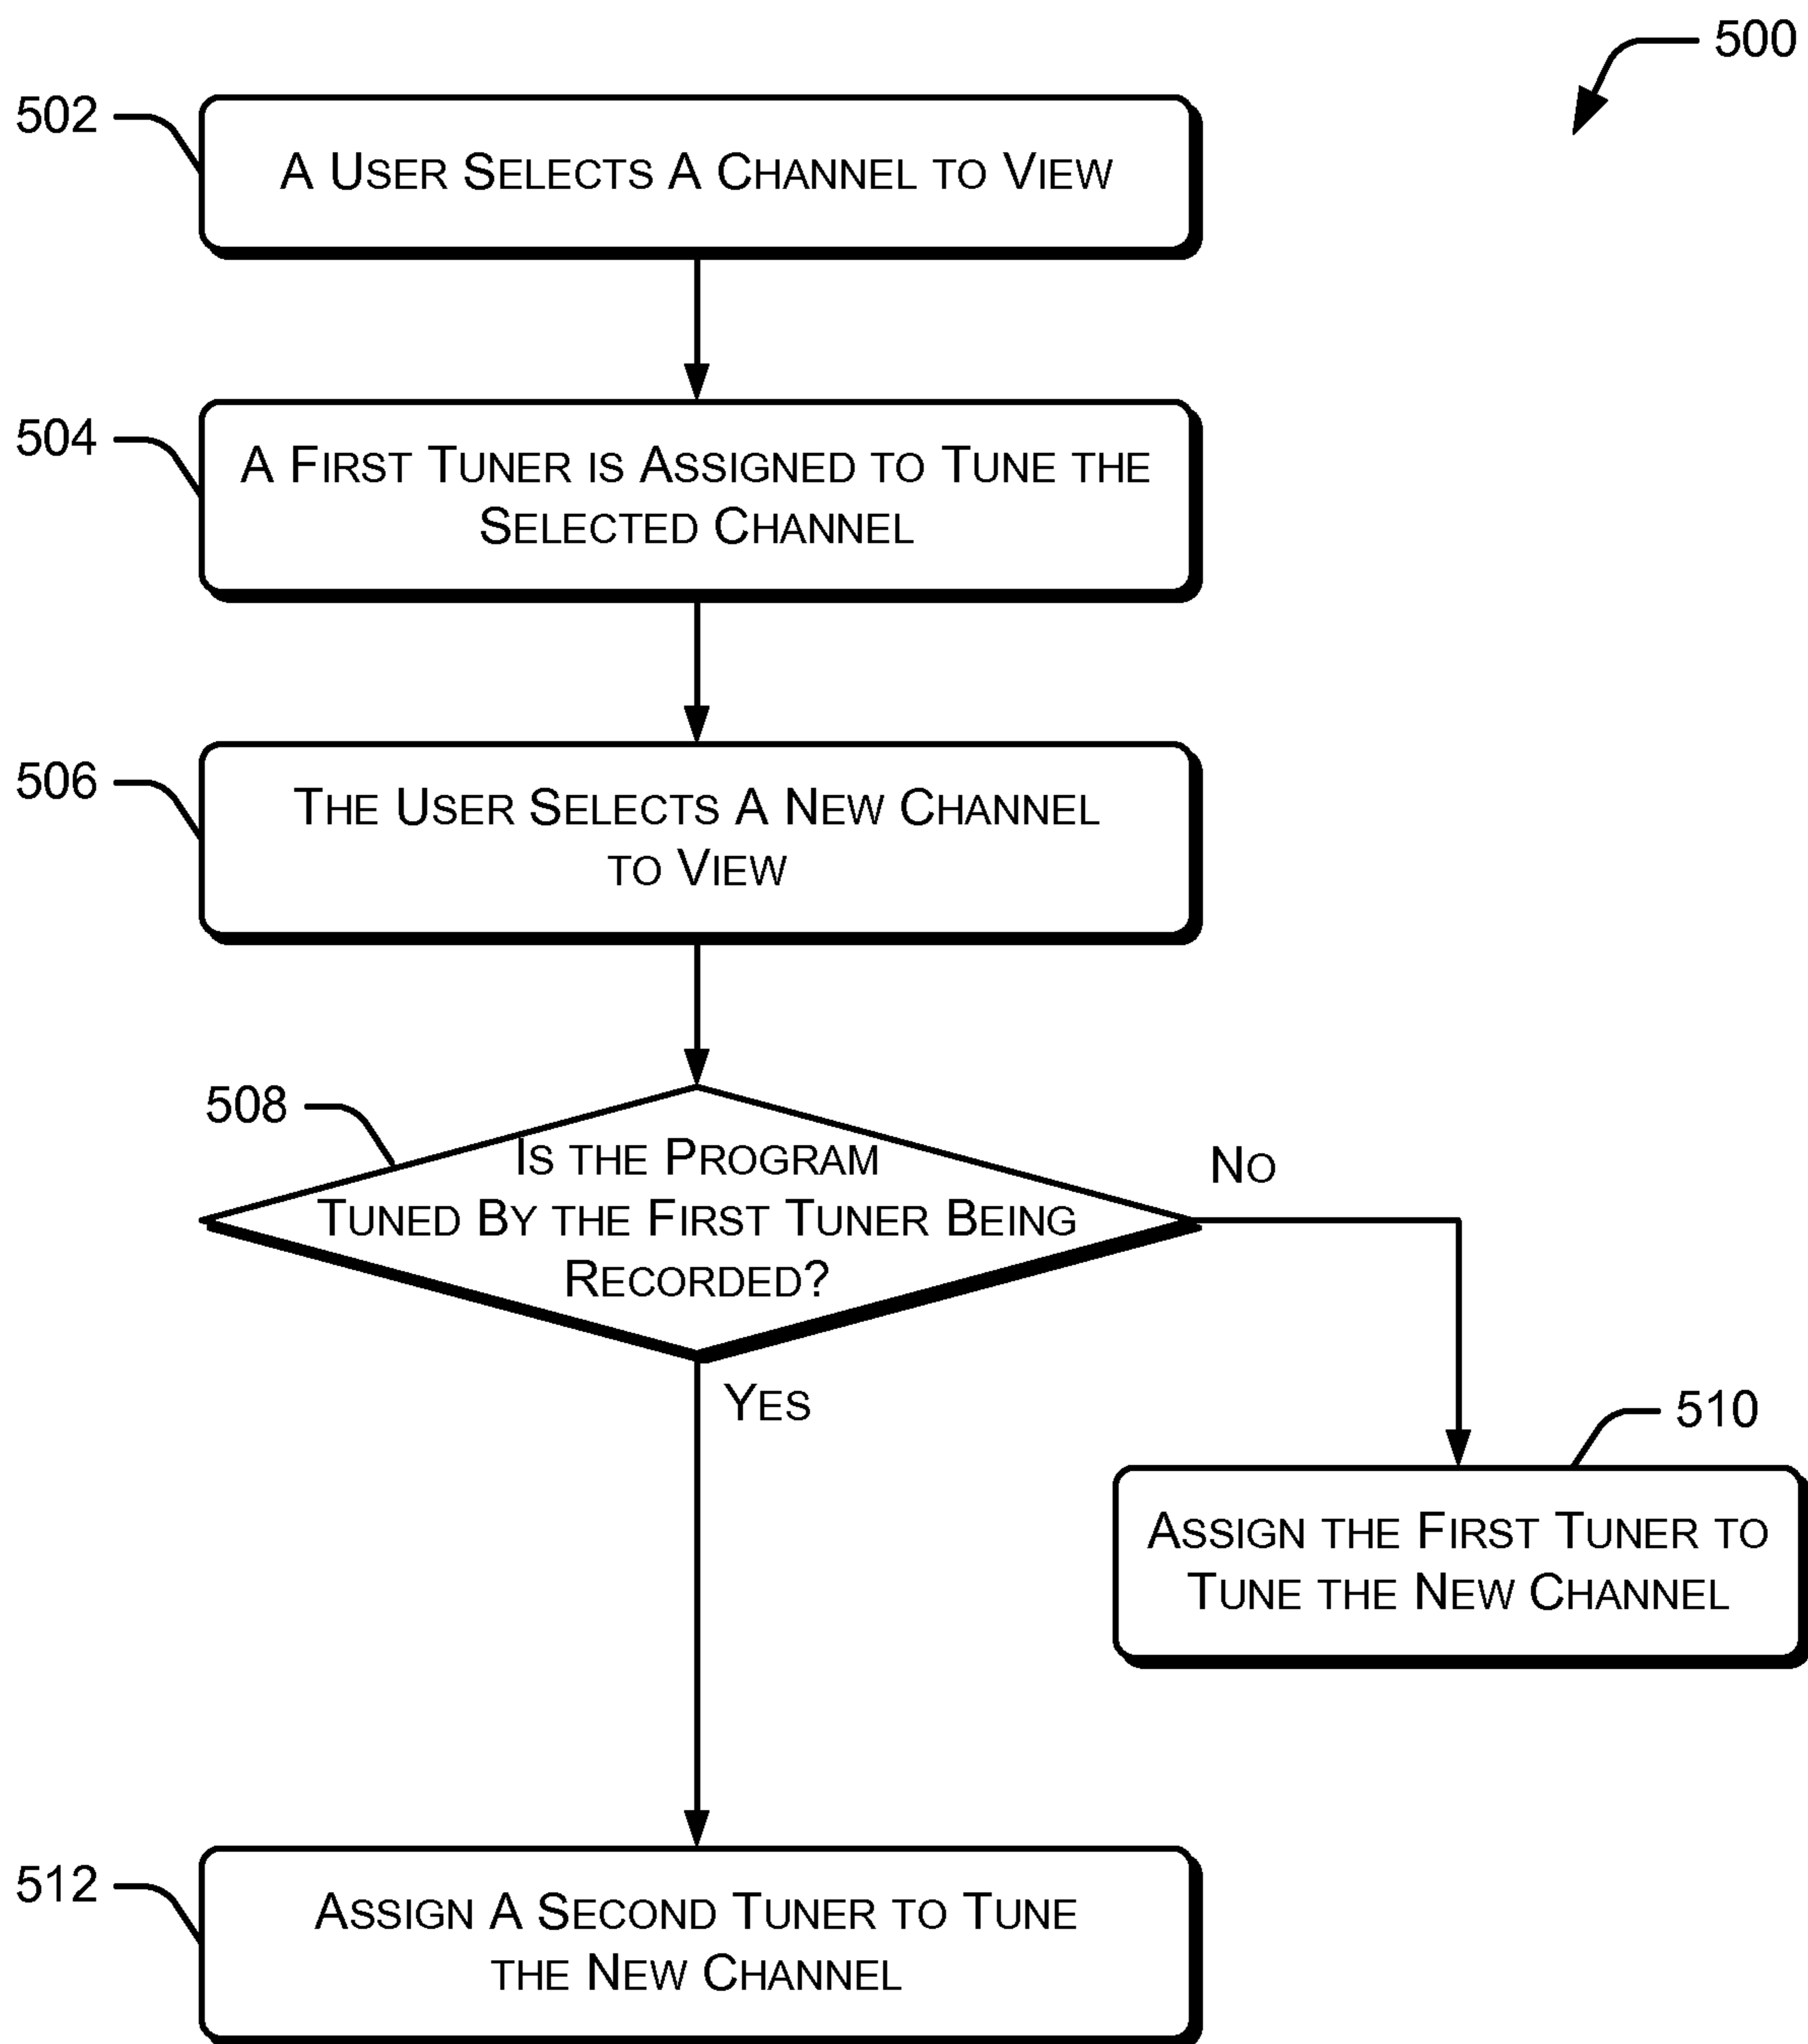 500
502
A USER SELECTS A CHANNEL TO VIEW
504
A FIRST TUNER IS ASSIGNED TO TUNE THE
SELECTED CHANNEL
506
THE USER SELECTS A NEW CHANNEL
TO VIEW
508
IS THE PROGRAM
TUNED BY THE FIRST TUNER BEING
RECORDED?
NO
YES
510
ASSIGN THE FIRST TUNER TO
TUNE THE NEW CHANNEL
512
ASSIGN A SECOND TUNER TO TUNE
THE NEW CHANNEL